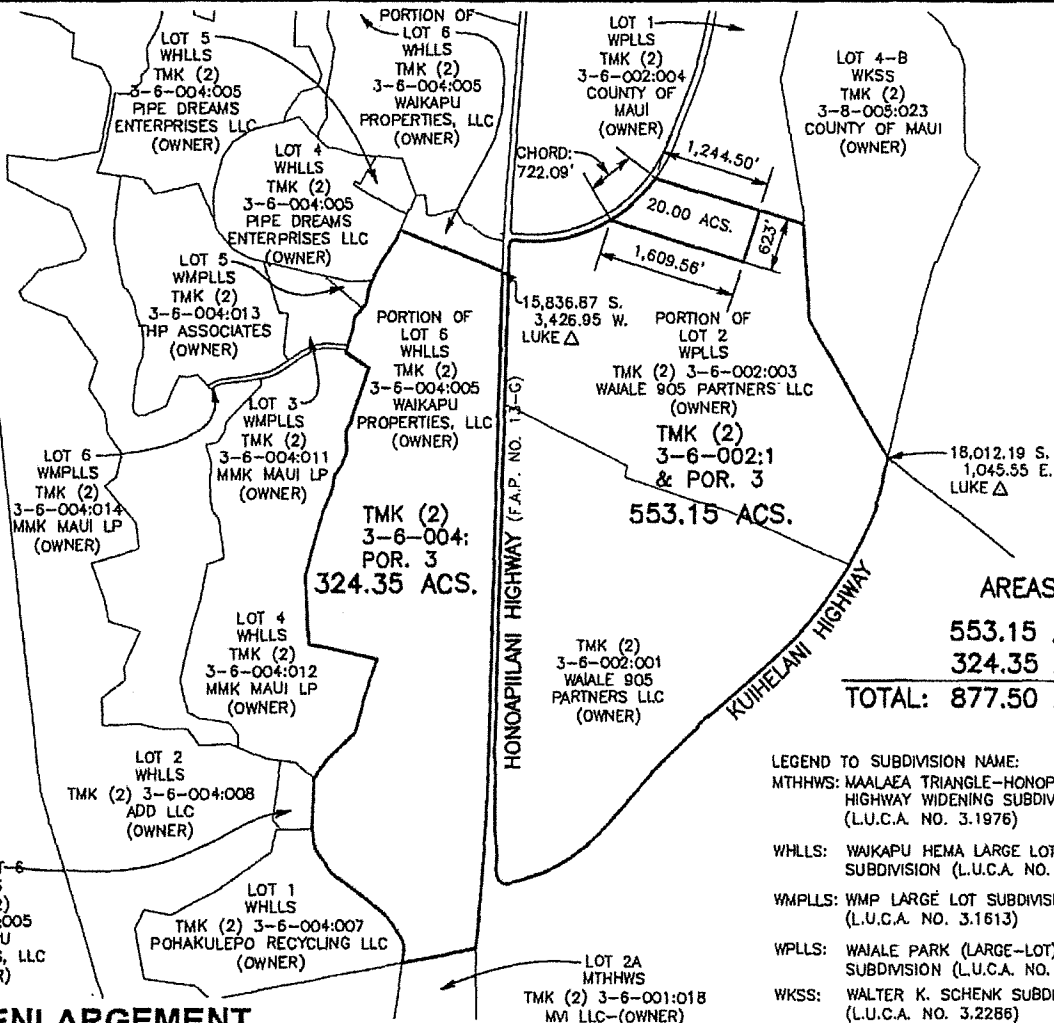 PORTION OF
LOT 6
WHLLS
TMK (2)
3-6-004:005
WAIKAPU
PROPERTIES, LLC
(OWNER)
LOT 5
WHLLS
TMK (2)
3-6-004:005
PIPE DREAMS
ENTERPRISES LLC
(OWNER)
LOT 1
WPLLS
TMK (2)
3-6-002:004
COUNTY OF
MAUI
(OWNER)
LOT 4-B
WKSS
TMK (2)
3-8-005:023
COUNTY OF MAUI
(OWNER)
LOT 4
WHLLS
TMK (2)
3-6-004:005
PIPE DREAMS
ENTERPRISES LLC
(OWNER)
CHORD:
722.09'
1,244.50'
20.00 ACS.
623'
1,609.56'
LOT 5
WMPLLS
TMK (2)
3-6-004:013
THP ASSOCIATES
(OWNER)
15,836.87 S.
3,426.95 W.
LUKE △
PORTION OF
LOT 6
WHLLS
TMK (2)
3-6-004:005
WAIKAPU
PROPERTIES, LLC
(OWNER)
PORTION OF
LOT 2
WPLLS
TMK (2) 3-6-002:003
WAIALE 905 PARTNERS LLC
(OWNER)
TMK (2)
3-6-002:1
& POR. 3
553.15 ACS.
LOT 3
WMPLLS
TMK (2)
3-6-004:011
MMK MAUI LP
(OWNER)
LOT 6
WMPLLS
TMK (2)
3-6-004:014
MMK MAUI LP
(OWNER)
18,012.19 S.
1,045.55 E.
LUKE △
TMK (2)
3-6-004:
POR. 3
324.35 ACS.
HONOAPIILANI HIGHWAY (F.A.P. NO. 13-G)
KUIHELANI HIGHWAY
AREAS
553.15
324.35
TOTAL: 877.50
LOT 4
WHLLS
TMK (2)
3-6-004:012
MMK MAUI LP
(OWNER)
TMK (2)
3-6-002:001
WAIALE 905
PARTNERS LLC
(OWNER)
LOT 2
WHLLS
TMK (2) 3-6-004:008
ADD LLC
(OWNER)
LEGEND TO SUBDIVISION NAME:
MTHHWS: MAALAEA TRIANGLE-HONOP
HIGHWAY WIDENING SUBDIV
(L.U.C.A. NO. 3.1976)
WHLLS: WAIKAPU HEMA LARGE LOT
SUBDIVISION (L.U.C.A. NO.
WMPLLS: WMP LARGE LOT SUBDIVIS
(L.U.C.A. NO. 3.1613)
WPLLS: WAIALE PARK (LARGE-LOT)
SUBDIVISION (L.U.C.A. NO.
WKSS: WALTER K. SCHENK SUBDI
(L.U.C.A. NO. 3.2286)
LOT 1
WHLLS
TMK (2) 3-6-004:007
POHAKULEPO RECYCLING LLC
(OWNER)
LOT 2A
MTHHWS
TMK (2) 3-6-001:018
MVI LLC-(OWNER)
:005
, LLC
ENLARGEMENT